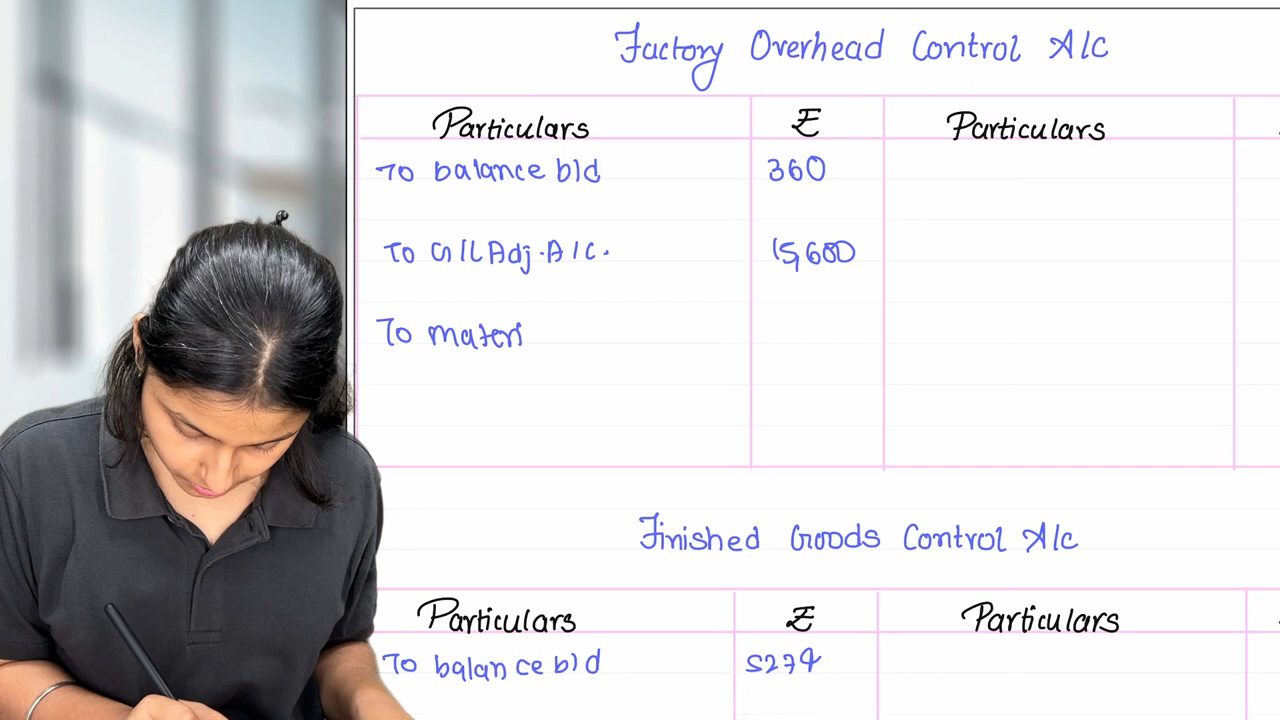 Factory Overhead Control A/c
Particulars ₹ Particulars
To balance b/d 360
To G/L Adj. A/c. 15,600
To materi
Finished Goods Control A/c
Particulars ₹ Particulars
To balance b/d 5274